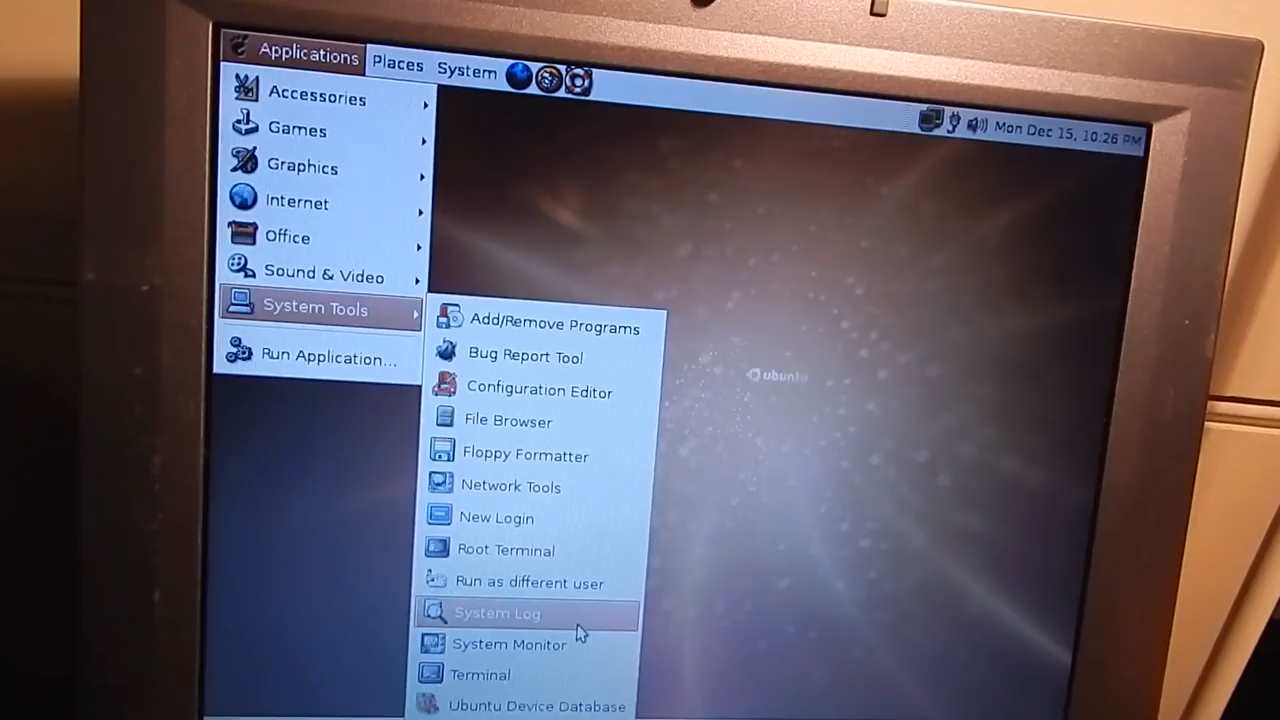 Applications Places System Mon Dec 15, 10:26 PM
Accessories
Games
Graphics
Internet
Office
Sound & Video
System Tools
Run Application...
Add/Remove Programs
Bug Report Tool
Configuration Editor
File Browser
Floppy Formatter
Network Tools
New Login
Root Terminal
Run as different user
System Log
System Monitor
Terminal
Ubuntu Device Database
ubuntu